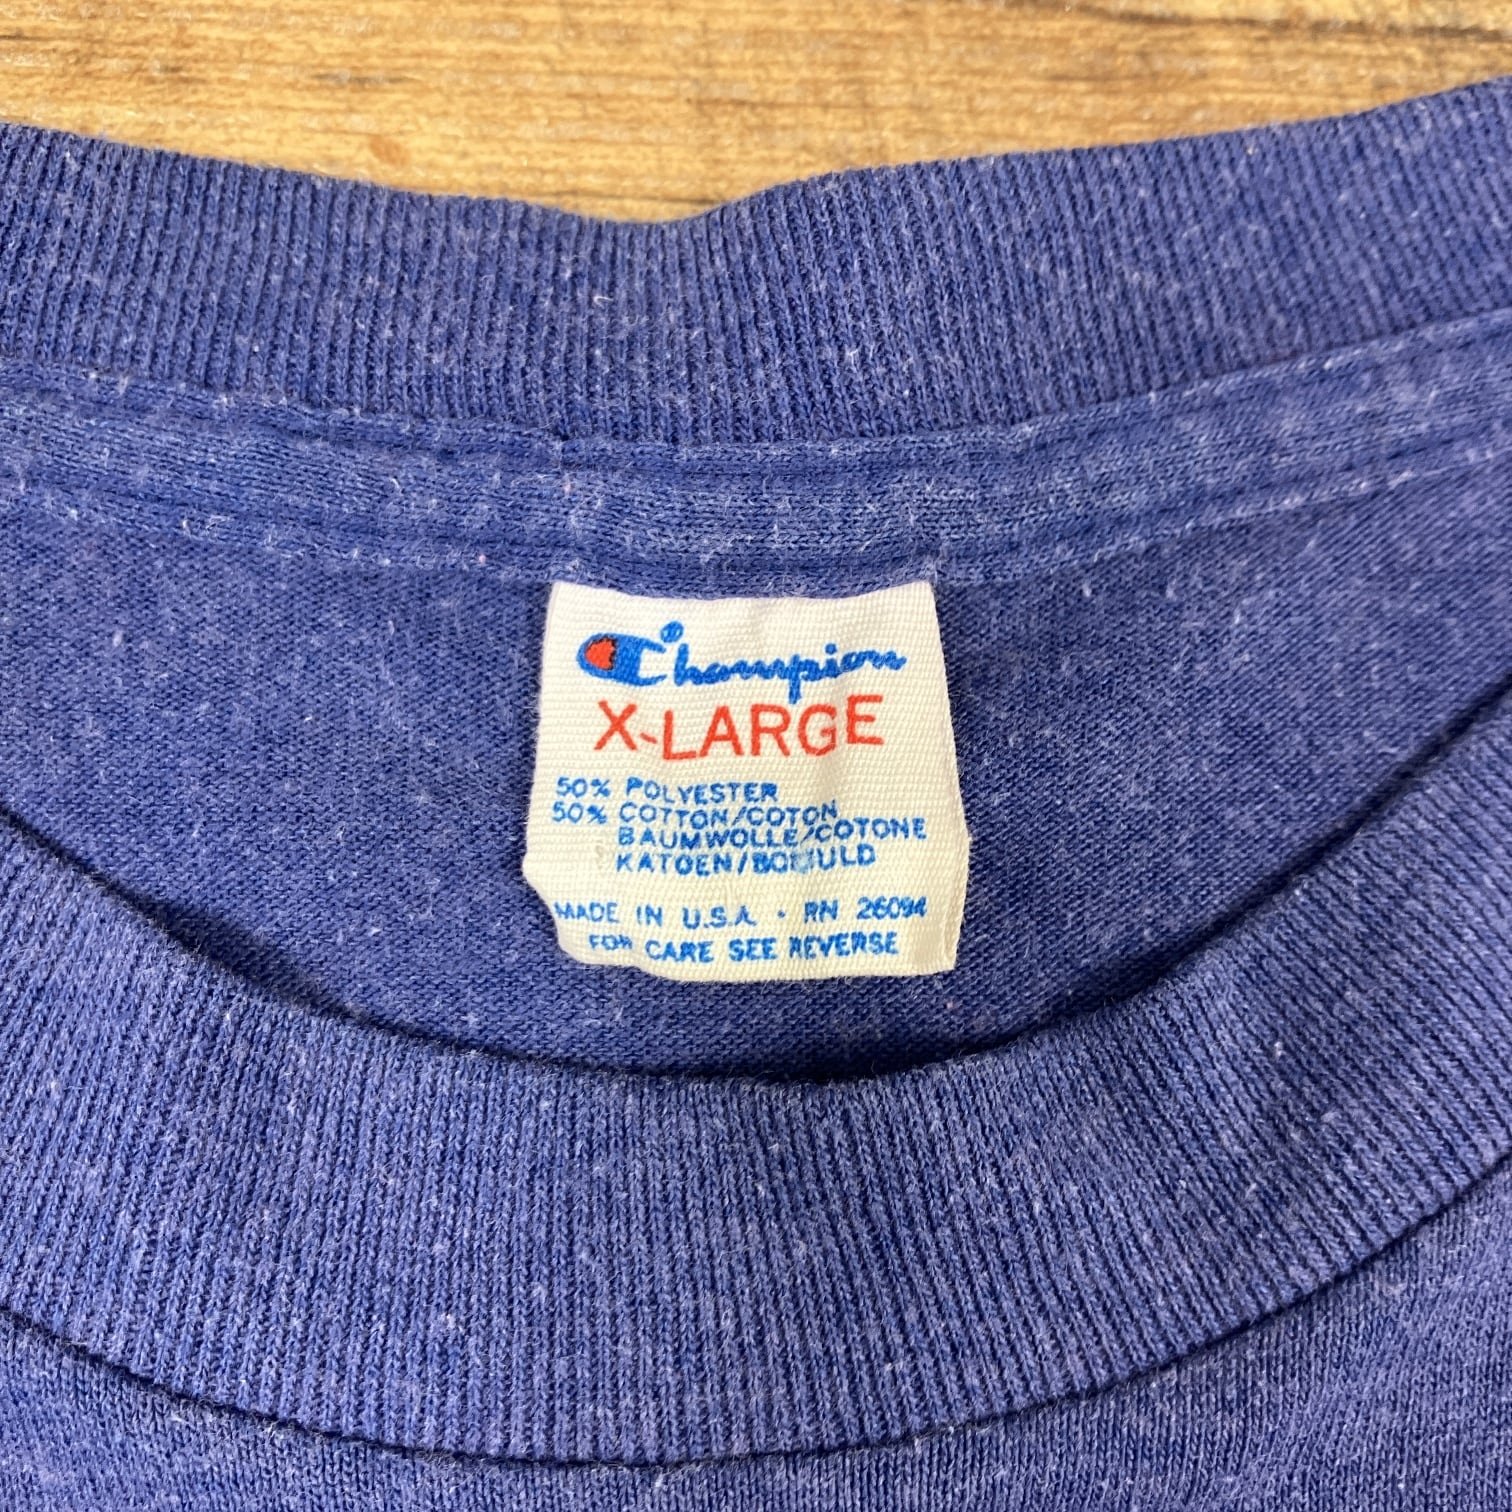 Champion
X-LARGE
50% POLYESTER
50% COTTON/COTON
BAUMWOLLE/COTONE
KATOEN/BOMULD
MADE IN U.S.A. • RN 26094
FOR CARE SEE REVERSE